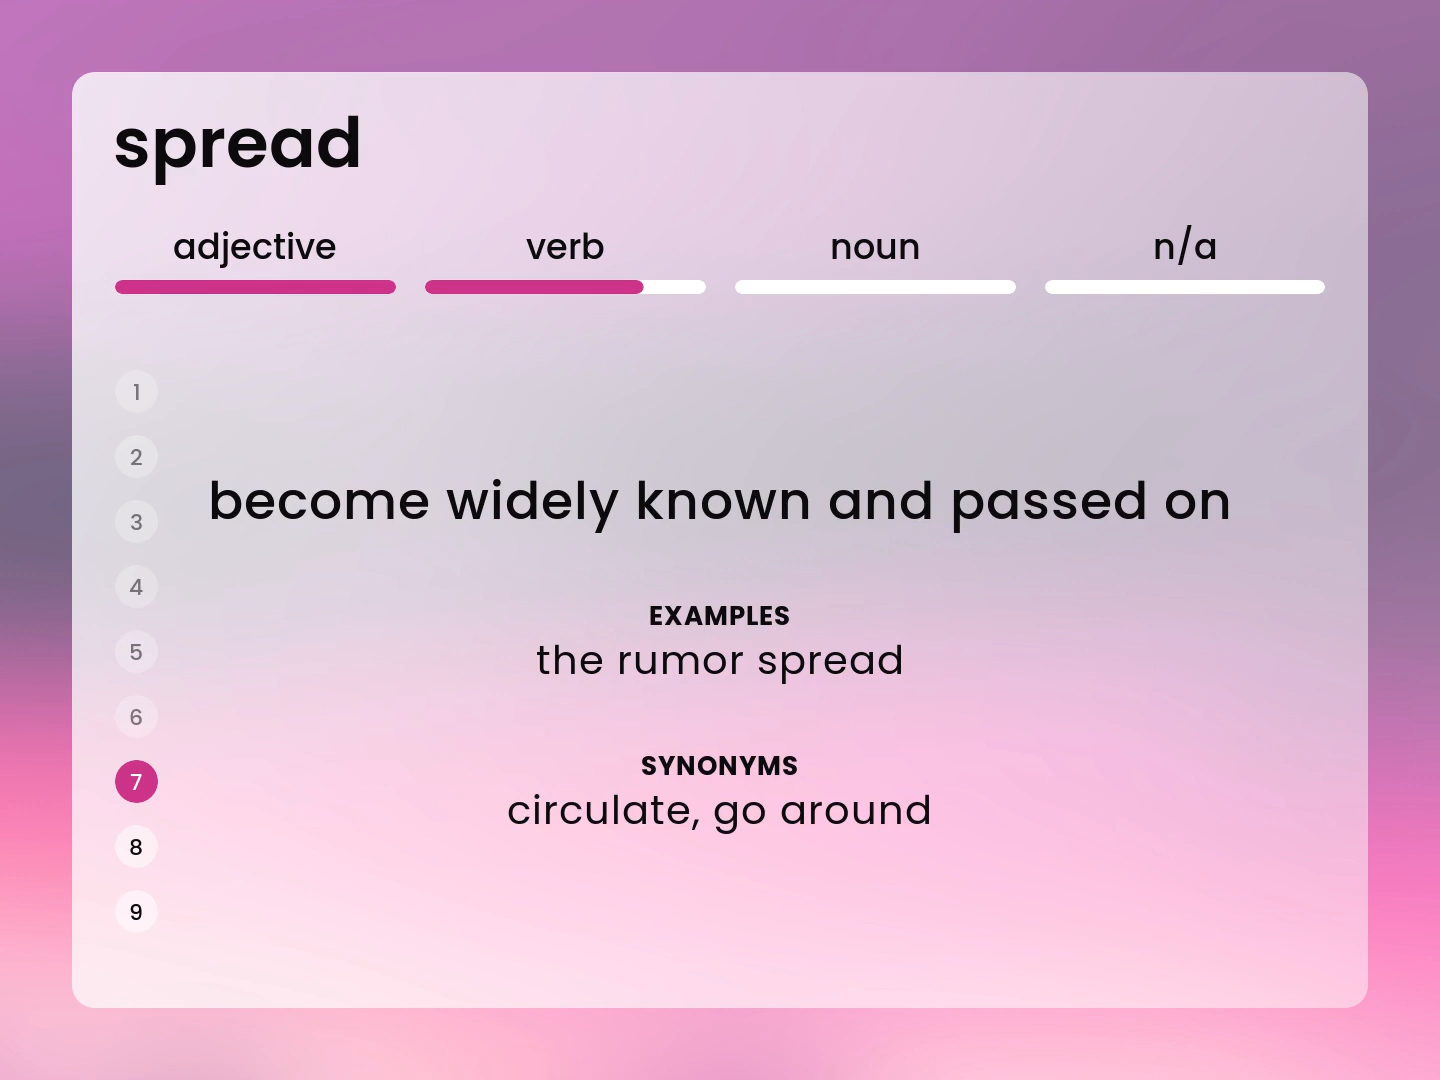 spread
adjective
verb
noun
n/a
1
2
3
4
5
6
7
8
9
become widely known and passed on
EXAMPLES
the rumor spread
SYNONYMS
circulate, go around